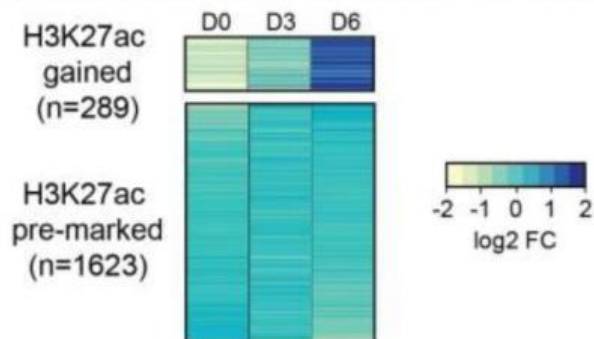 D0 D3 D6
H3K27ac
gained
(n=289)
H3K27ac
pre-marked
(n=1623)
-2 -1 0 1 2
log2 FC